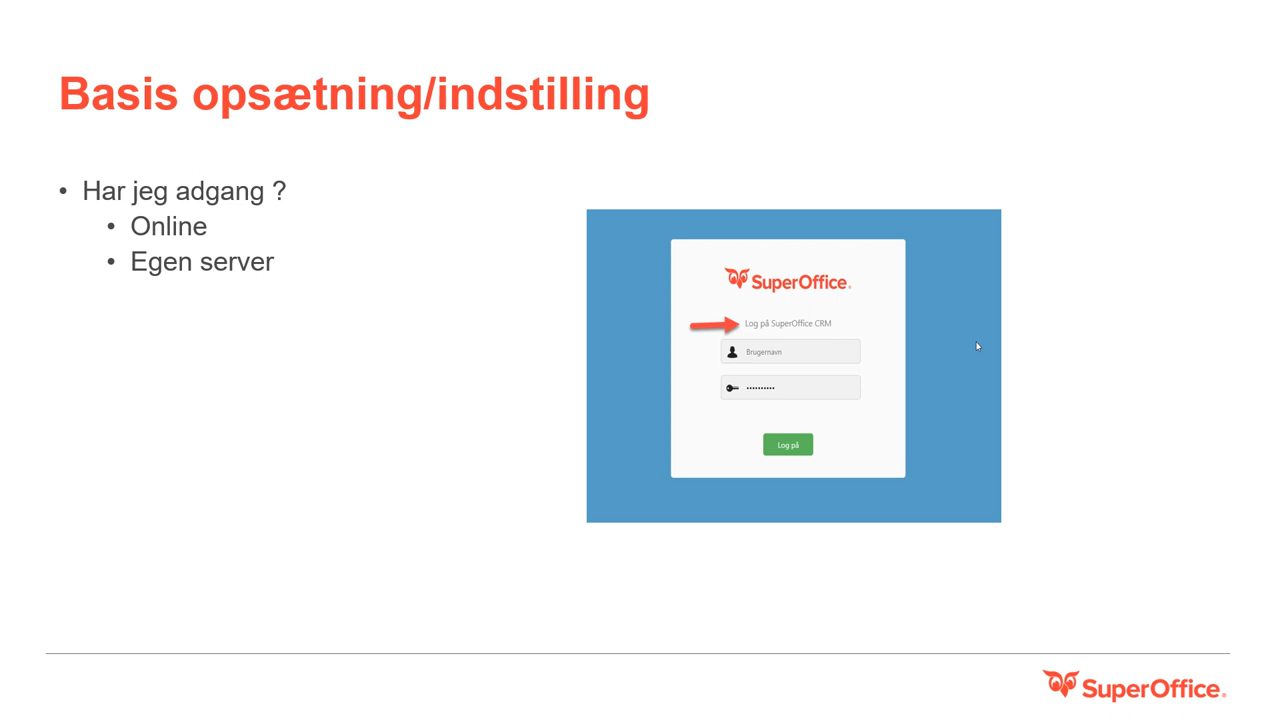 Basis opsætning/indstilling
• Har jeg adgang ?
• Online
• Egen server
SuperOffice®
Log på SuperOffice CRM
Brugernavn
••••••••••
Log på
SuperOffice®